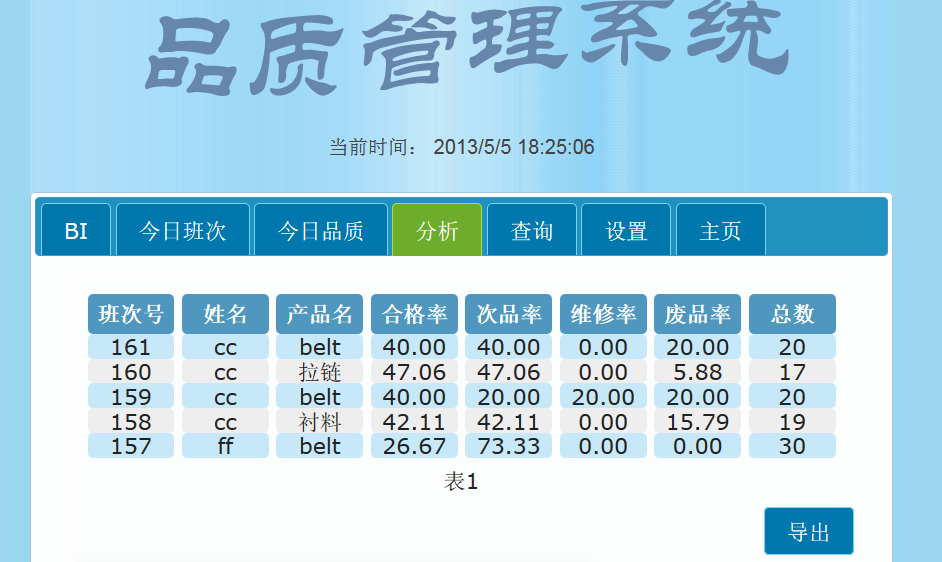 品质管理系统
当前时间： 2013/5/5 18:25:06
BI 今日班次 今日品质 分析 查询 设置 主页
班次号 姓名 产品名 合格率 次品率 维修率 废品率 总数
161 cc belt 40.00 40.00 0.00 20.00 20
160 cc 拉链 47.06 47.06 0.00 5.88 17
159 cc belt 40.00 20.00 20.00 20.00 20
158 cc 衬料 42.11 42.11 0.00 15.79 19
157 ff belt 26.67 73.33 0.00 0.00 30
表1
导出